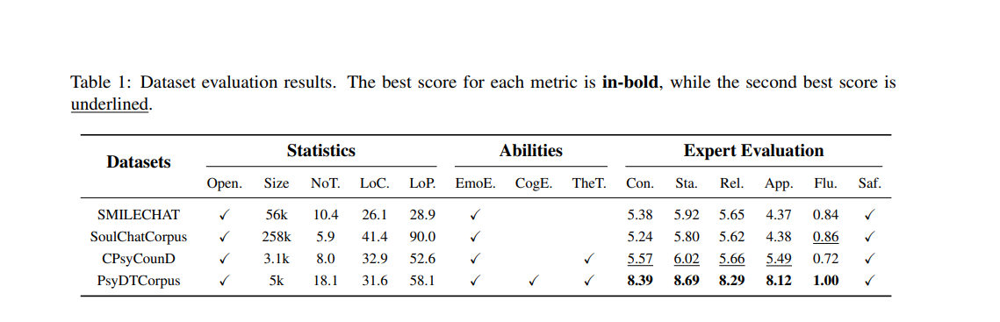 Table 1: Dataset evaluation results. The best score for each metric is in-bold, while the second best score is
underlined.
Datasets Statistics Abilities Expert Evaluation
Open. Size NoT. LoC. LoP. EmoE. CogE. TheT. Con. Sta. Rel. App. Flu. Saf.
SMILECHAT ✓ 56k 10.4 26.1 28.9 ✓ 5.38 5.92 5.65 4.37 0.84 ✓
SoulChatCorpus ✓ 258k 5.9 41.4 90.0 ✓ 5.24 5.80 5.62 4.38 0.86 ✓
CPsyCounD ✓ 3.1k 8.0 32.9 52.6 ✓ ✓ 5.57 6.02 5.66 5.49 0.72 ✓
PsyDTCorpus ✓ 5k 18.1 31.6 58.1 ✓ ✓ ✓ 8.39 8.69 8.29 8.12 1.00 ✓